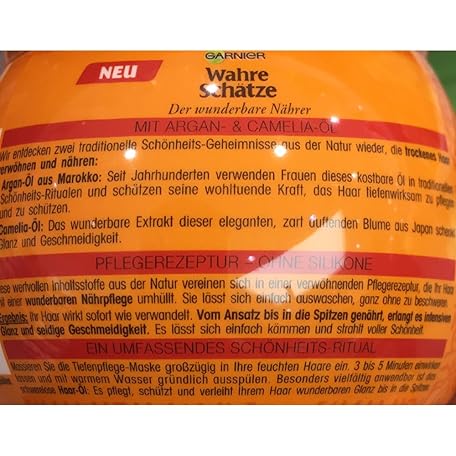 GARNIER
NEU
Wahre
Schätze
Der wunderbare Nährer
MIT ARGAN- & CAMELIA-ÖL
Wir entdecken zwei traditionelle Schönheits-Geheimnisse aus der Natur wieder, die trockenes Haar
verwöhnen und nähren:
Argan-Öl aus Marokko: Seit Jahrhunderten verwenden Frauen dieses kostbare Öl in traditionellen
Schönheits-Ritualen und schätzen seine wohltuende Kraft, das Haar tiefenwirksam zu pflegen
und zu schützen.
Camelia-Öl: Das wunderbare Extrakt dieser eleganten, zart duftenden Blume aus Japan schenkt
Glanz und Geschmeidigkeit.
PFLEGEREZEPTUR – OHNE SILIKONE
ese wertvollen Inhaltsstoffe aus der Natur vereinen sich in einer verwöhnenden Pflegerezeptur, die Ihr Haar
mit einer wunderbaren Nährpflege umhüllt. Sie lässt sich einfach auswaschen, ganz ohne zu beschweren.
Ergebnis: Ihr Haar wirkt sofort wie verwandelt. Vom Ansatz bis in die Spitzen genährt, erlangt es intensiven
Glanz und seidige Geschmeidigkeit. Es lässt sich einfach kämmen und strahlt voller Schönheit.
EIN UMFASSENDES SCHÖNHEITS-RITUAL
Massieren Sie die Tiefenpflege-Maske großzügig in Ihre feuchten Haare ein. 3 bis 5 Minuten einwirken
lassen und mit warmem Wasser gründlich ausspülen. Besonders vielfältig anwendbar ist das
Haar-Öl: Es pflegt, schützt und verleiht Ihrem Haar wunderbaren Glanz bis in die Spitzen